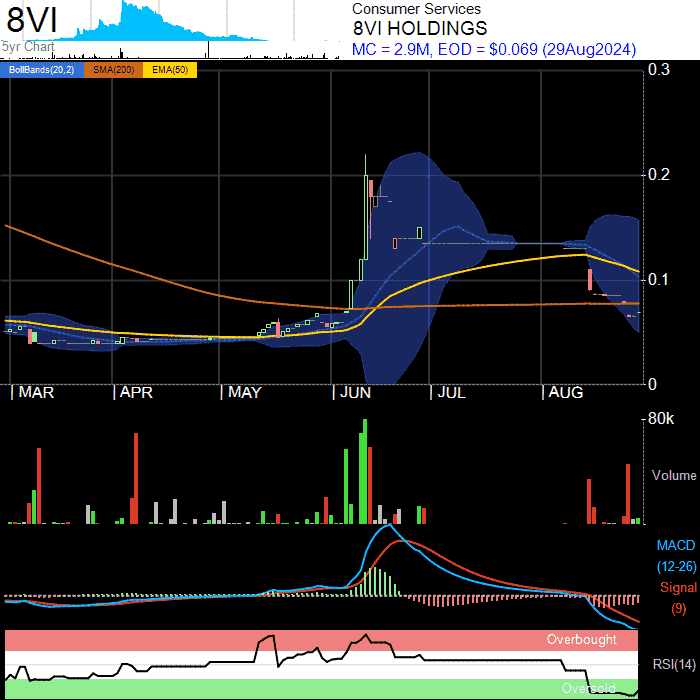 8VI
5yr Chart
Consumer Services
8VI HOLDINGS
MC = 2.9M, EOD = $0.069 (29Aug2024)
BollBands(20,2) SMA(200) EMA(50)
0.3
0.2
0.1
0
MAR APR MAY JUN JUL AUG
80k
Volume
MACD
(12-26)
Signal
(9)
Overbought
RSI(14)
Oversold